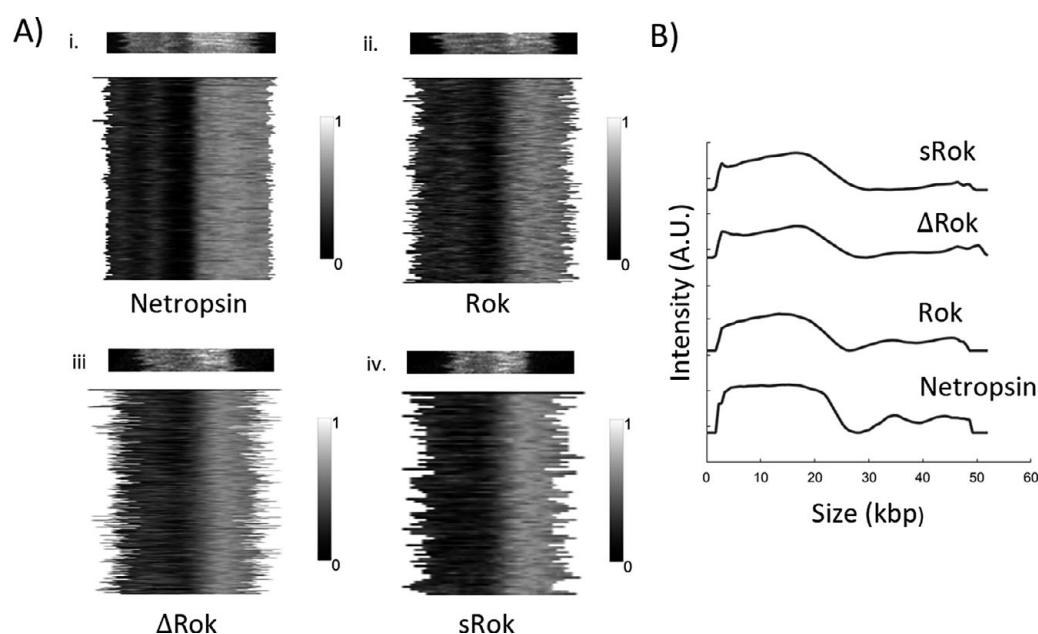 A)
i.
1
0
Netropsin
ii.
1
0
Rok
iii
1
0
ΔRok
iv.
1
0
sRok
B)
Intensity (A.U.)
sRok
ΔRok
Rok
Netropsin
0 10 20 30 40 50 60
Size (kbp)